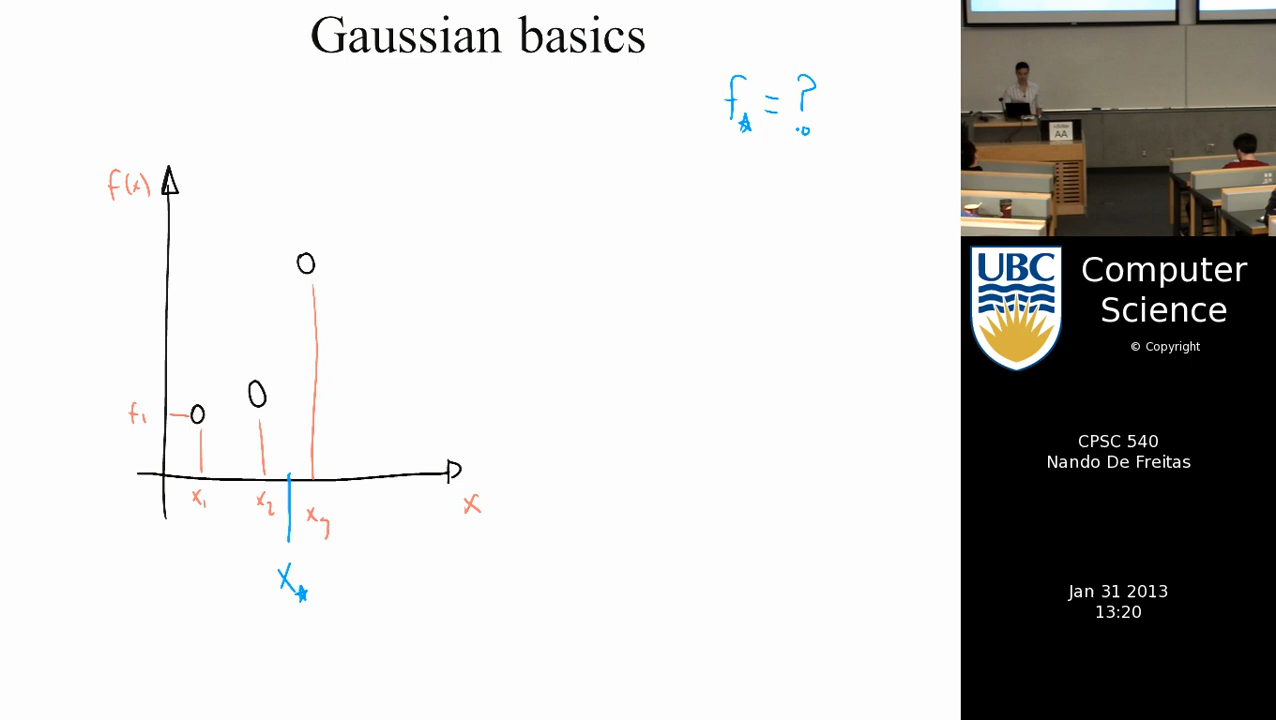 Gaussian basics
f★ = ?
f(x)
f1
x1 x2 x3
x
x★
AA
UBC
Computer
Science
© Copyright
CPSC 540
Nando De Freitas
Jan 31 2013
13:20